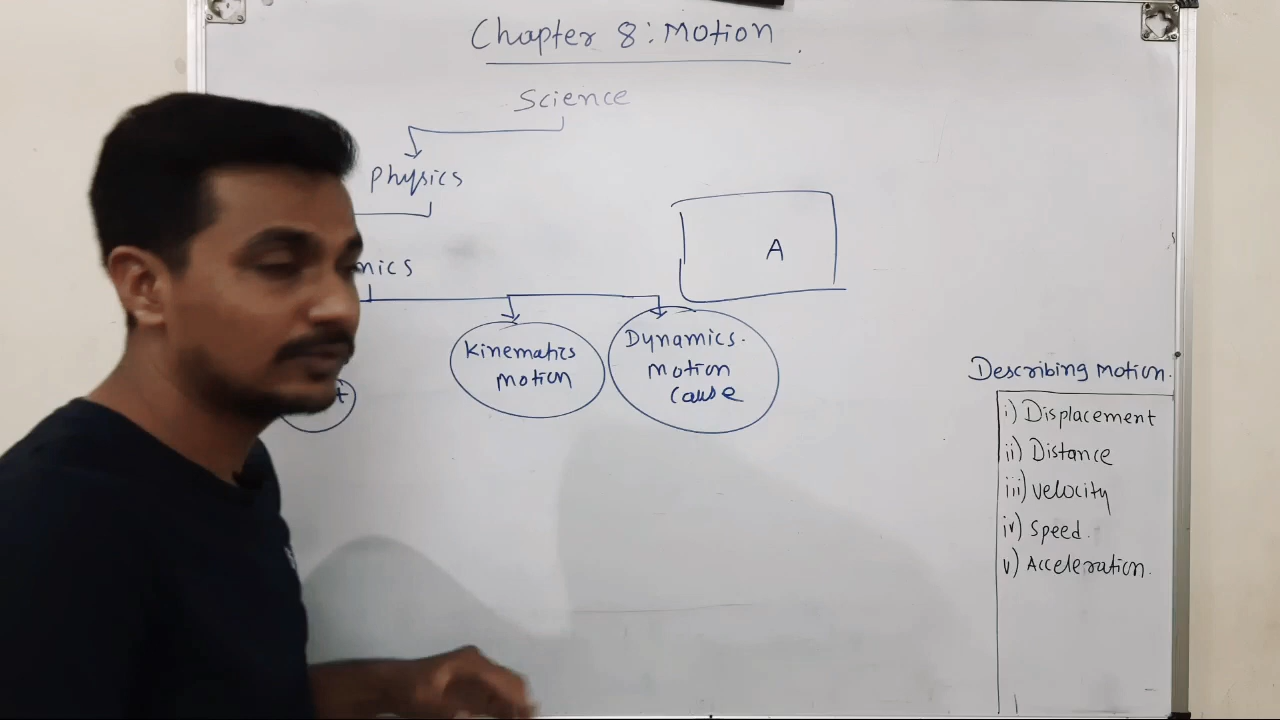 Chapter 8: Motion.
Science
Physics
nics
A
Kinematics
motion
Dynamics.
motion
cause
Describing motion.
i) Displacement
ii) Distance
iii) velocity
iv) Speed.
v) Acceleration.